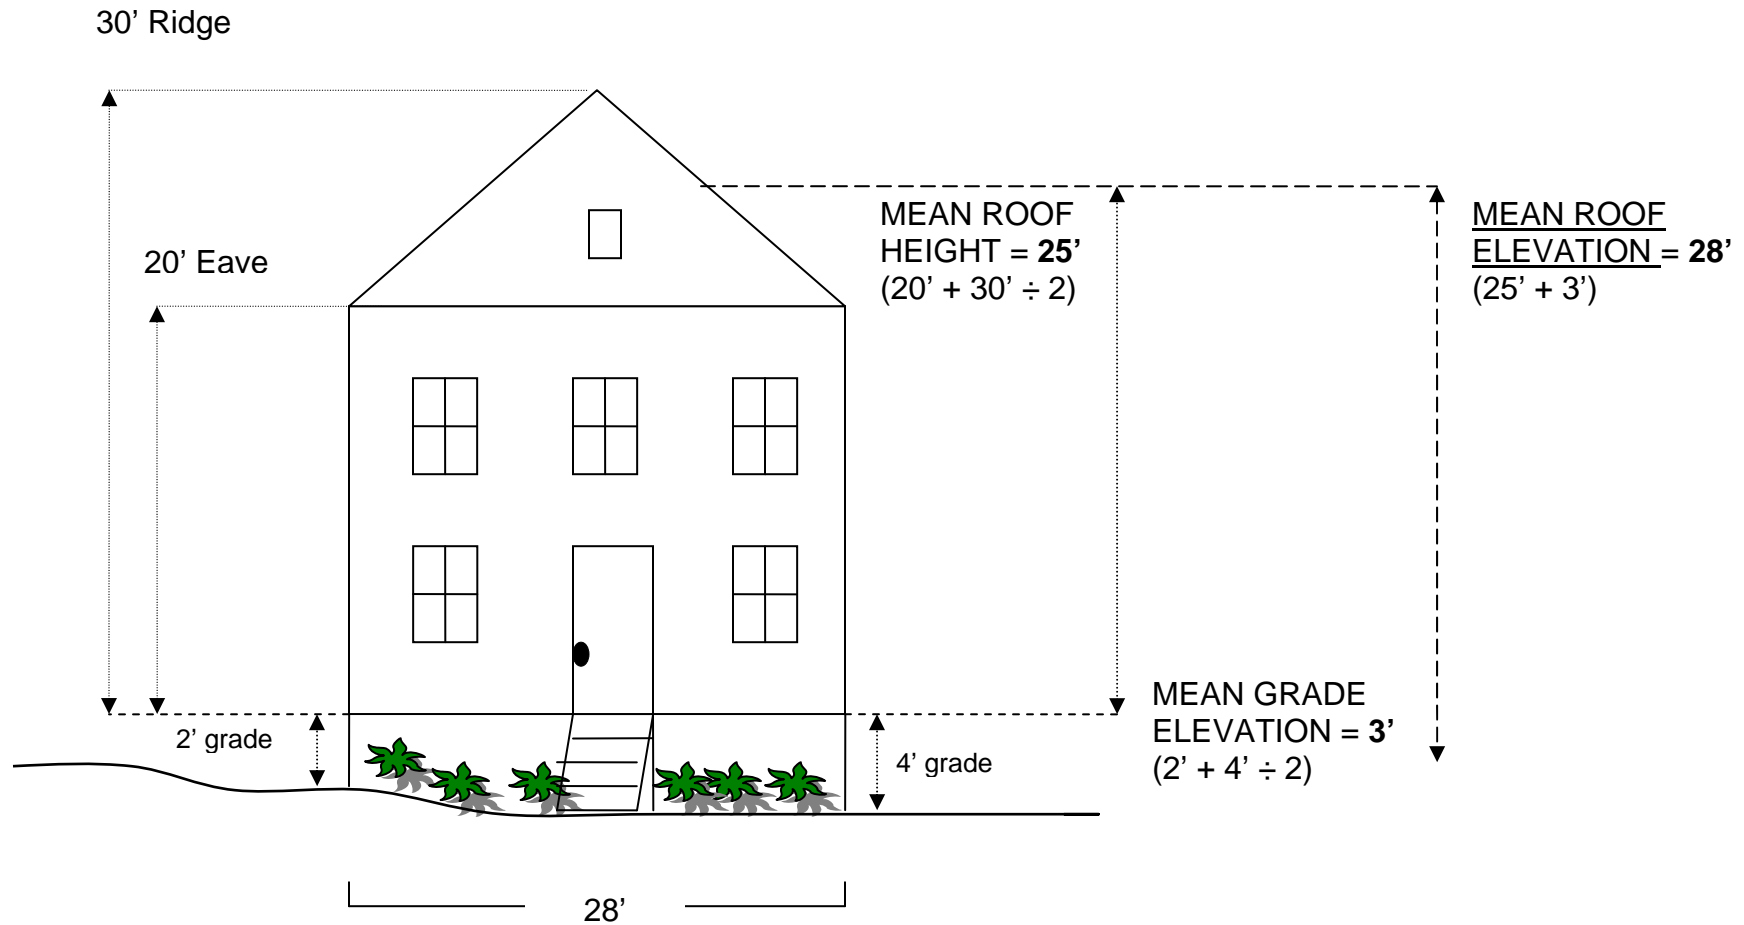 30’ Ridge
20’ Eave
MEAN ROOF
HEIGHT = 25’
(20’ + 30’ ÷ 2)
MEAN ROOF
ELEVATION = 28’
(25’ + 3’)
2’ grade
4’ grade
MEAN GRADE
ELEVATION = 3’
(2’ + 4’ ÷ 2)
28’